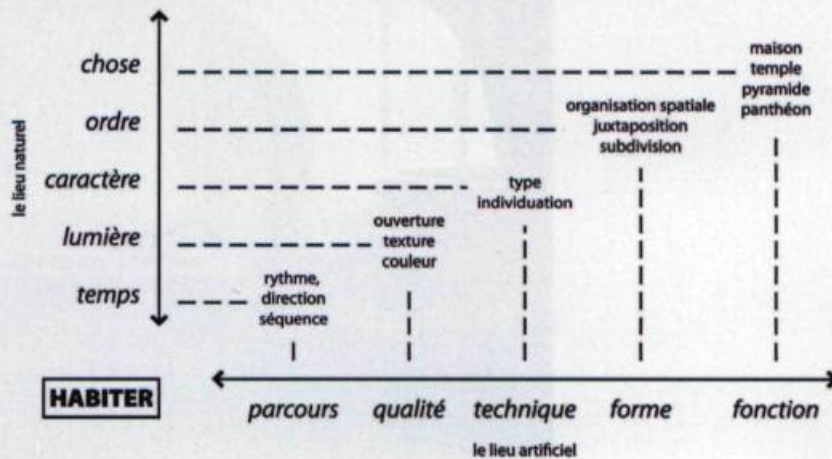 chose
maison
temple
pyramide
panthéon
ordre
organisation spatiale
juxtaposition
subdivision
le lieu naturel
caractère
type
individuation
lumière
ouverture
texture
couleur
temps
rythme,
direction
séquence
HABITER
parcours qualité technique forme fonction
le lieu artificiel